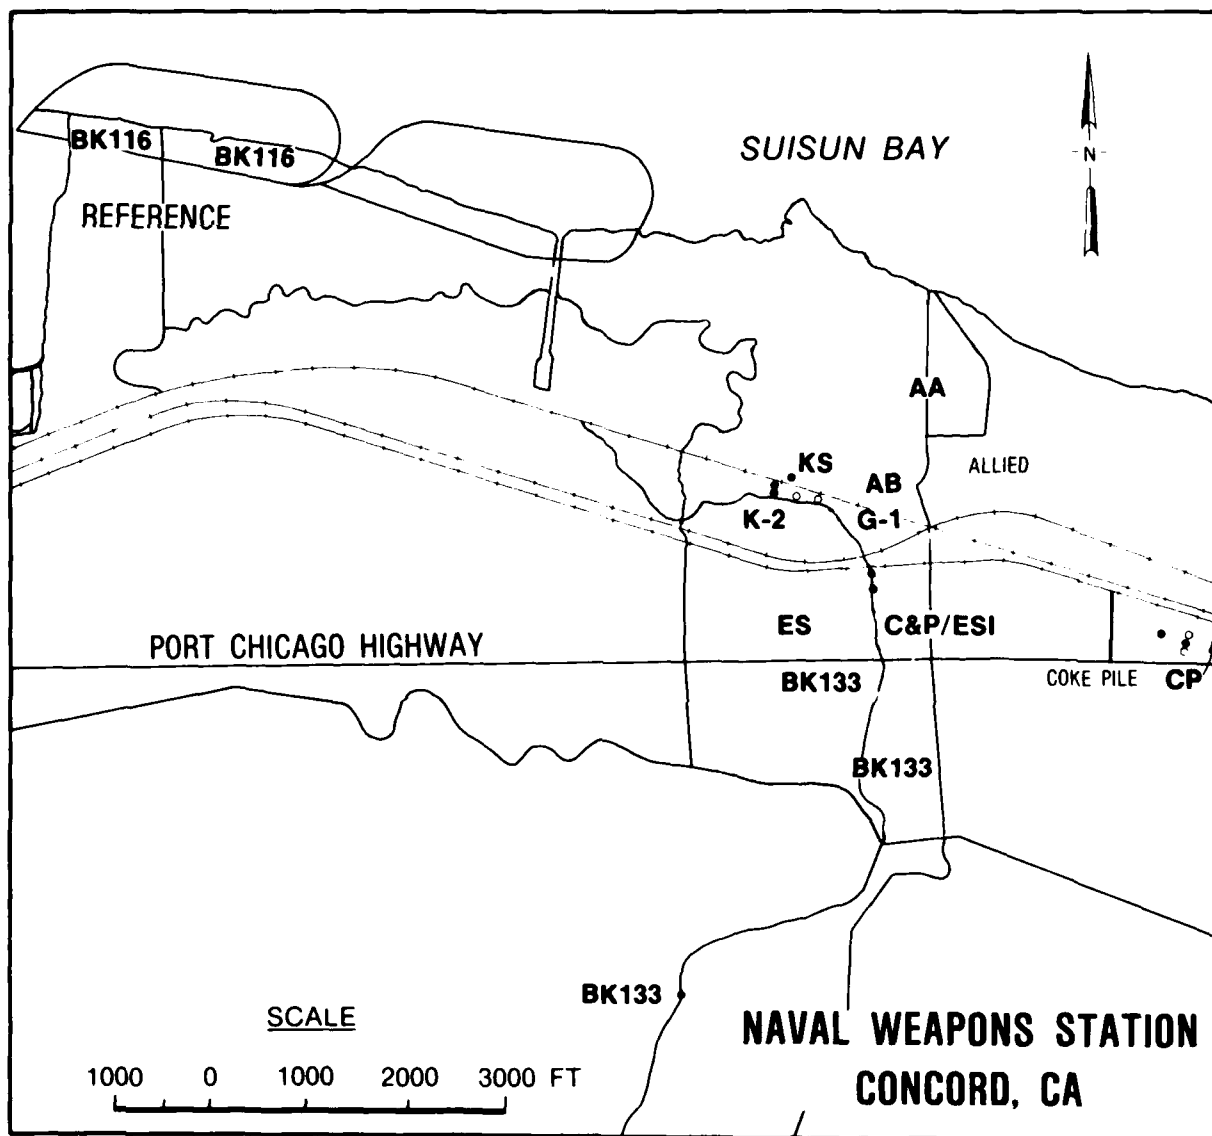 SUISUN BAY
N
BK116
BK116
REFERENCE
AA
ALLIED
KS
AB
K-2
G-1
ES
C&P/ESI
PORT CHICAGO HIGHWAY
BK133
COKE PILE
CP
BK133
BK133
SCALE
1000 0 1000 2000 3000 FT
NAVAL WEAPONS STATION
CONCORD, CA